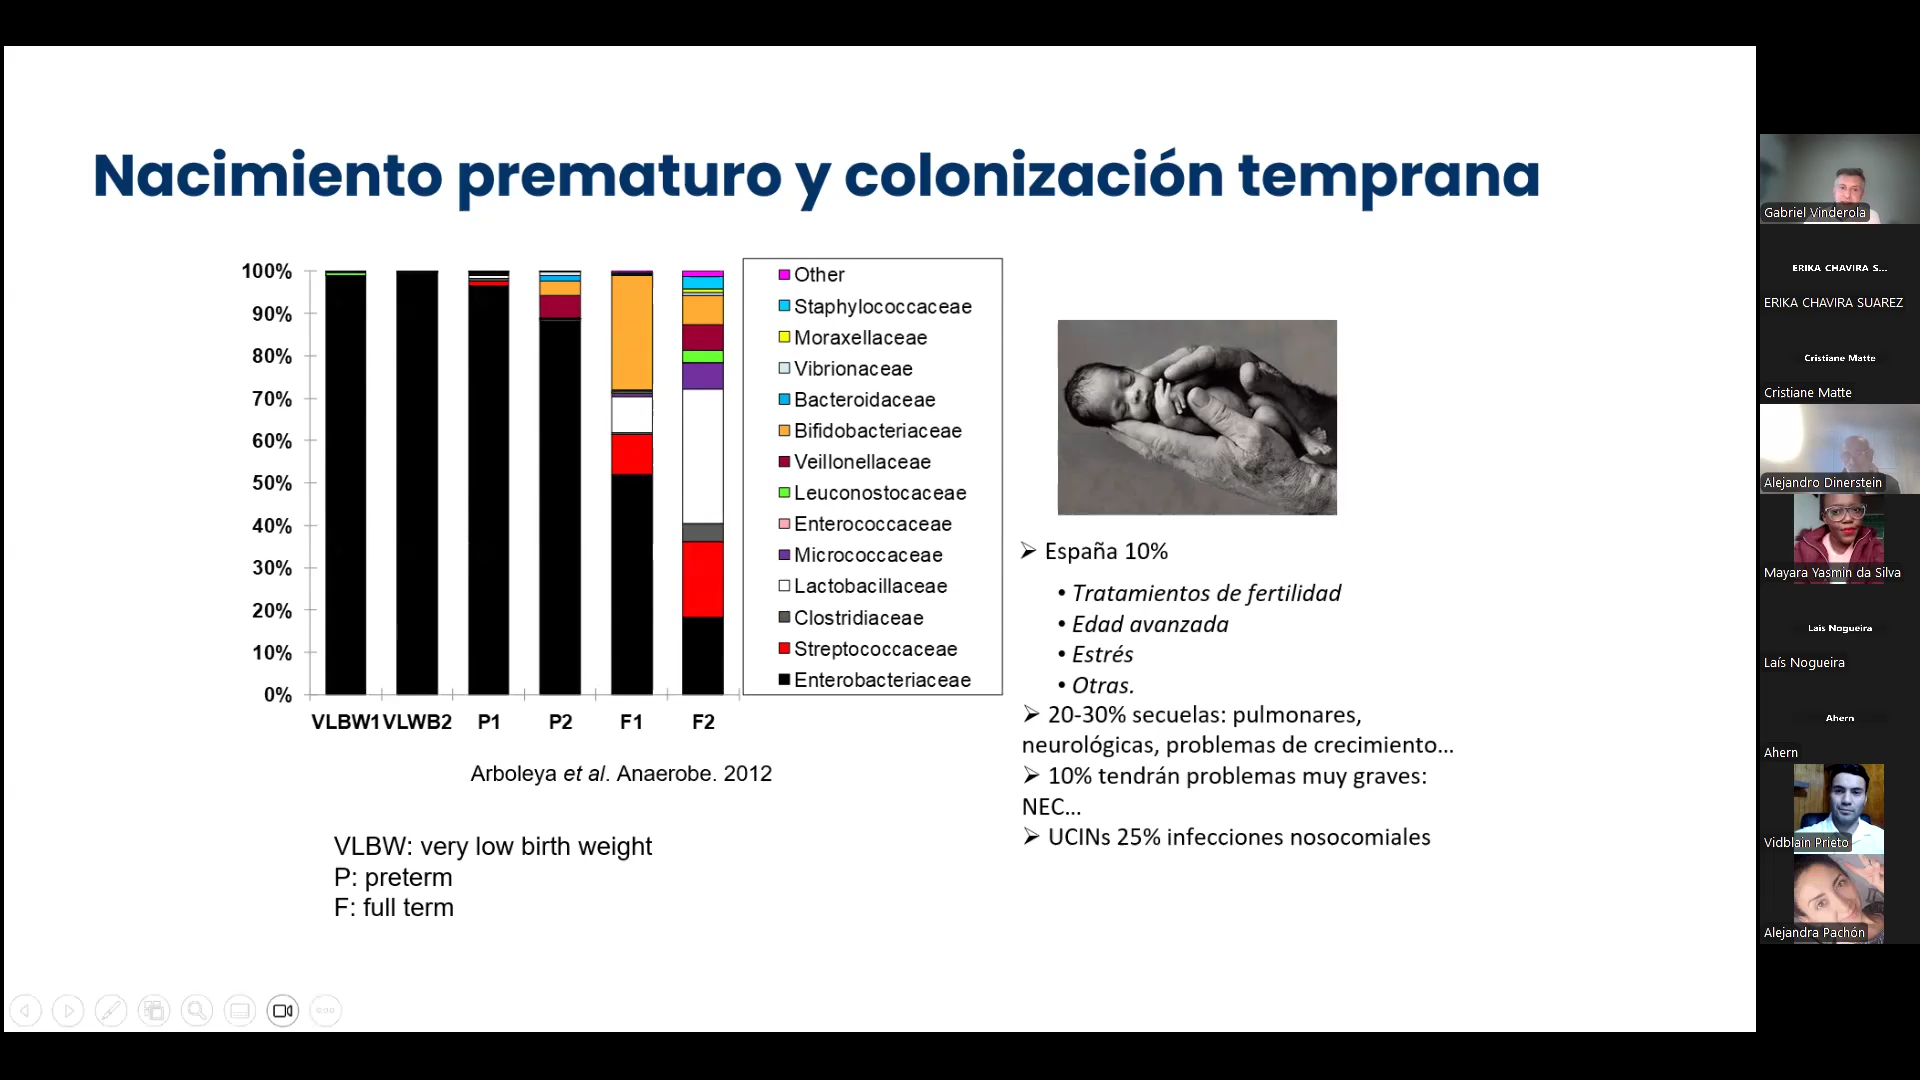 Nacimiento prematuro y colonización temprana
100%
90%
80%
70%
60%
50%
40%
30%
20%
10%
0%
VLBW1 VLWB2 P1 P2 F1 F2
Other
Staphylococcaceae
Moraxellaceae
Vibrionaceae
Bacteroidaceae
Bifidobacteriaceae
Veillonellaceae
Leuconostocaceae
Enterococcaceae
Micrococcaceae
Lactobacillaceae
Clostridiaceae
Streptococcaceae
Enterobacteriaceae
Arboleya et al. Anaerobe. 2012
VLBW: very low birth weight
P: preterm
F: full term
➢ España 10%
• Tratamientos de fertilidad
• Edad avanzada
• Estrés
• Otras.
➢ 20-30% secuelas: pulmonares,
neurológicas, problemas de crecimiento...
➢ 10% tendrán problemas muy graves:
NEC...
➢ UCINs 25% infecciones nosocomiales
Gabriel Vinderola
ERIKA CHAVIRA S...
ERIKA CHAVIRA SUAREZ
Cristiane Matte
Cristiane Matte
Alejandro Dinerstein
Mayara Yasmin da Silva
Laís Nogueira
Laís Nogueira
Ahern
Ahern
Vidblain Prieto
Alejandra Pachón